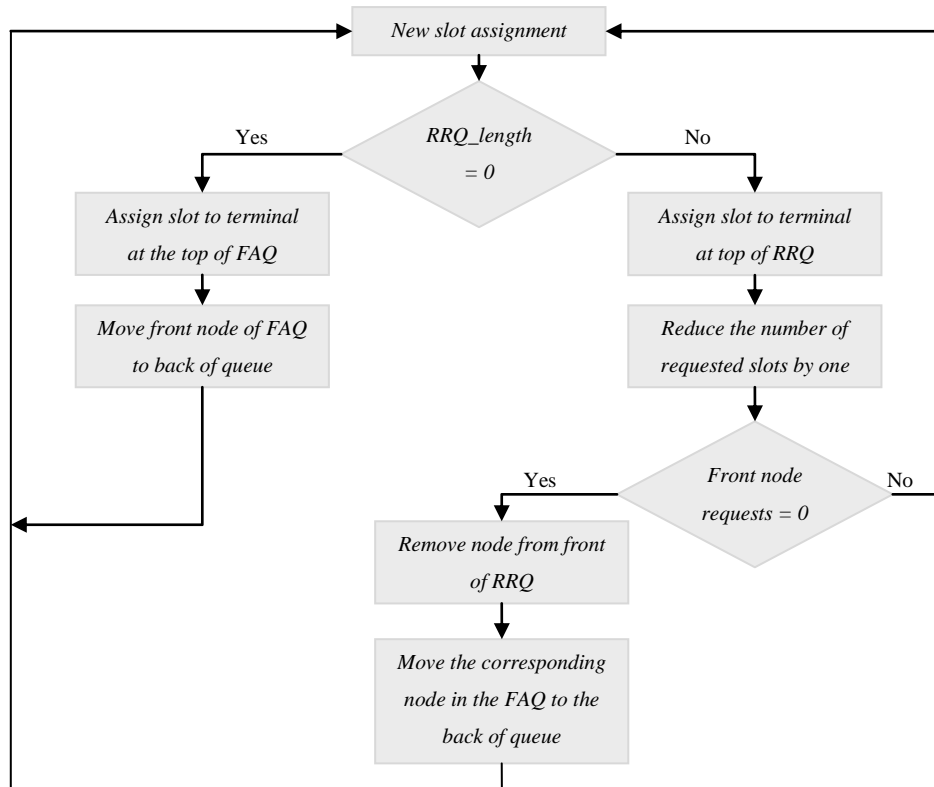 New slot assignment
RRQ_length
= 0
Yes
No
Assign slot to terminal
at the top of FAQ
Assign slot to terminal
at top of RRQ
Move front node of FAQ
to back of queue
Reduce the number of
requested slots by one
Front node
requests = 0
Yes
No
Remove node from front
of RRQ
Move the corresponding
node in the FAQ to the
back of queue